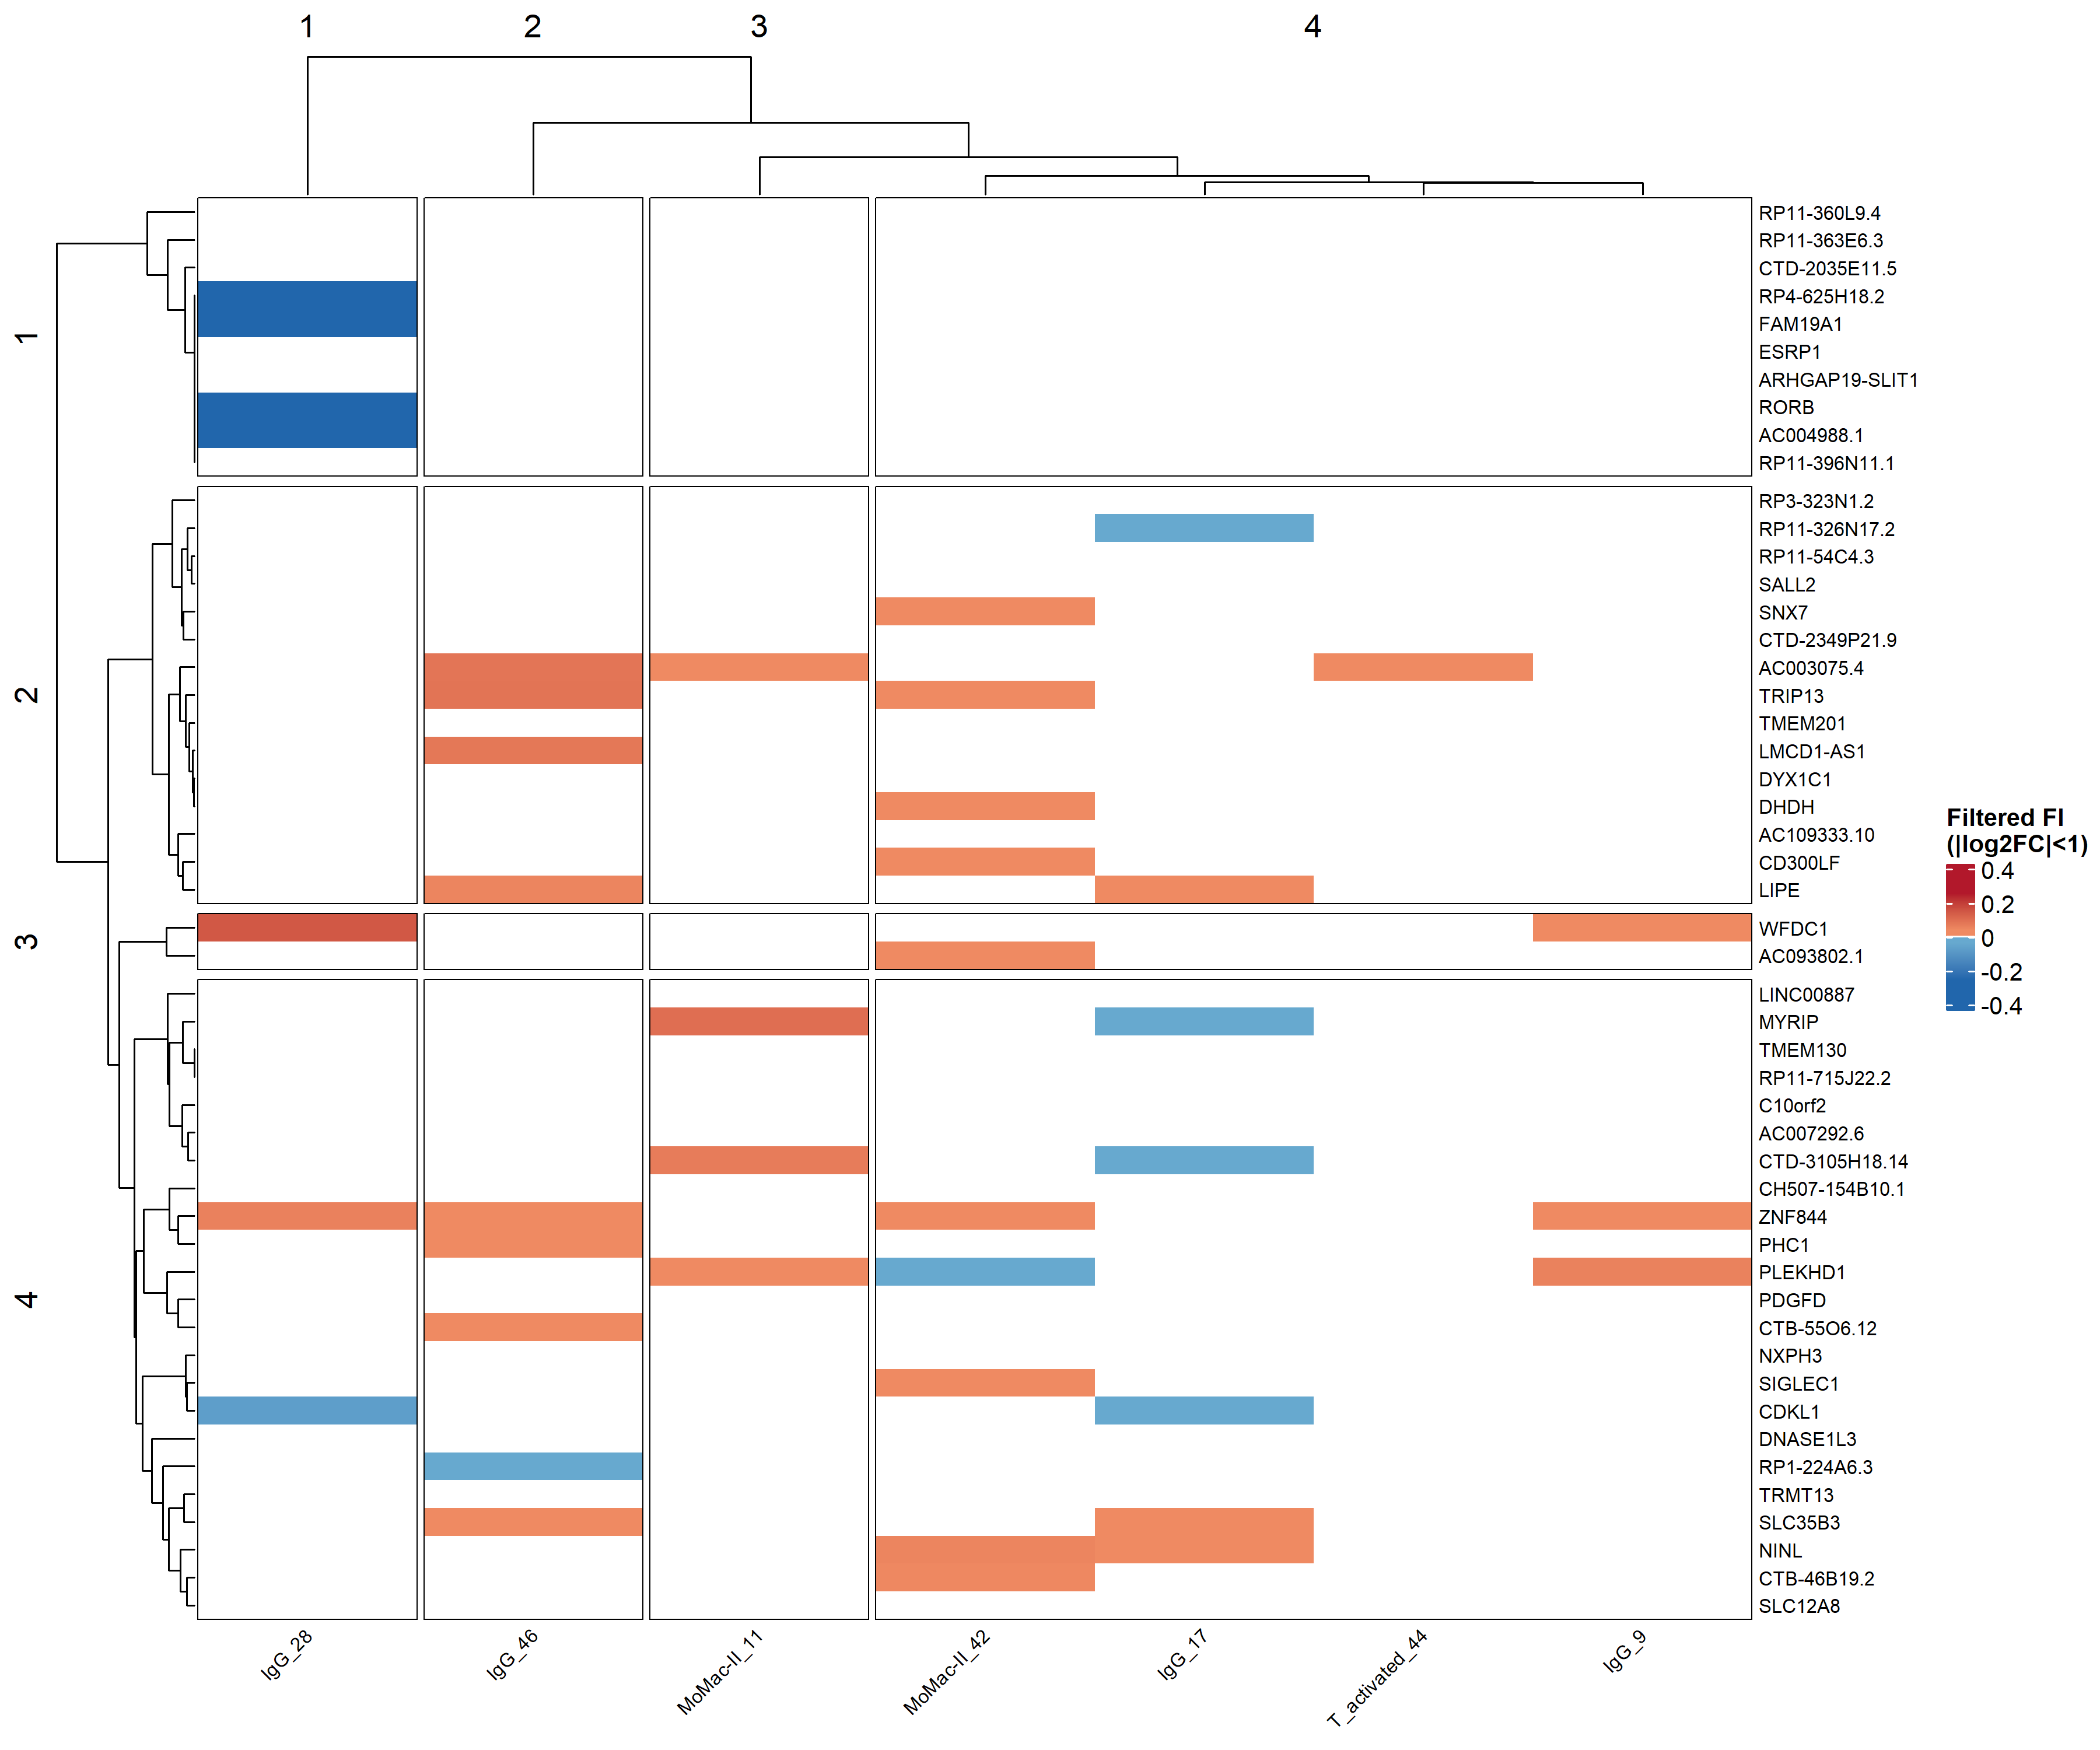 1
2
3
4
1
2
3
4
RP11-360L9.4
RP11-363E6.3
CTD-2035E11.5
RP4-625H18.2
FAM19A1
ESRP1
ARHGAP19-SLIT1
RORB
AC004988.1
RP11-396N11.1
RP3-323N1.2
RP11-326N17.2
RP11-54C4.3
SALL2
SNX7
CTD-2349P21.9
AC003075.4
TRIP13
TMEM201
LMCD1-AS1
DYX1C1
DHDH
AC109333.10
CD300LF
LIPE
WFDC1
AC093802.1
LINC00887
MYRIP
TMEM130
RP11-715J22.2
C10orf2
AC007292.6
CTD-3105H18.14
CH507-154B10.1
ZNF844
PHC1
PLEKHD1
PDGFD
CTB-55O6.12
NXPH3
SIGLEC1
CDKL1
DNASE1L3
RP1-224A6.3
TRMT13
SLC35B3
NINL
CTB-46B19.2
SLC12A8
Filtered FI
(|log2FC|<1)
0.4
0.2
0
-0.2
-0.4
IgG_28
IgG_46
MoMac-II_11
MoMac-II_42
IgG_17
T_activated_44
IgG_9